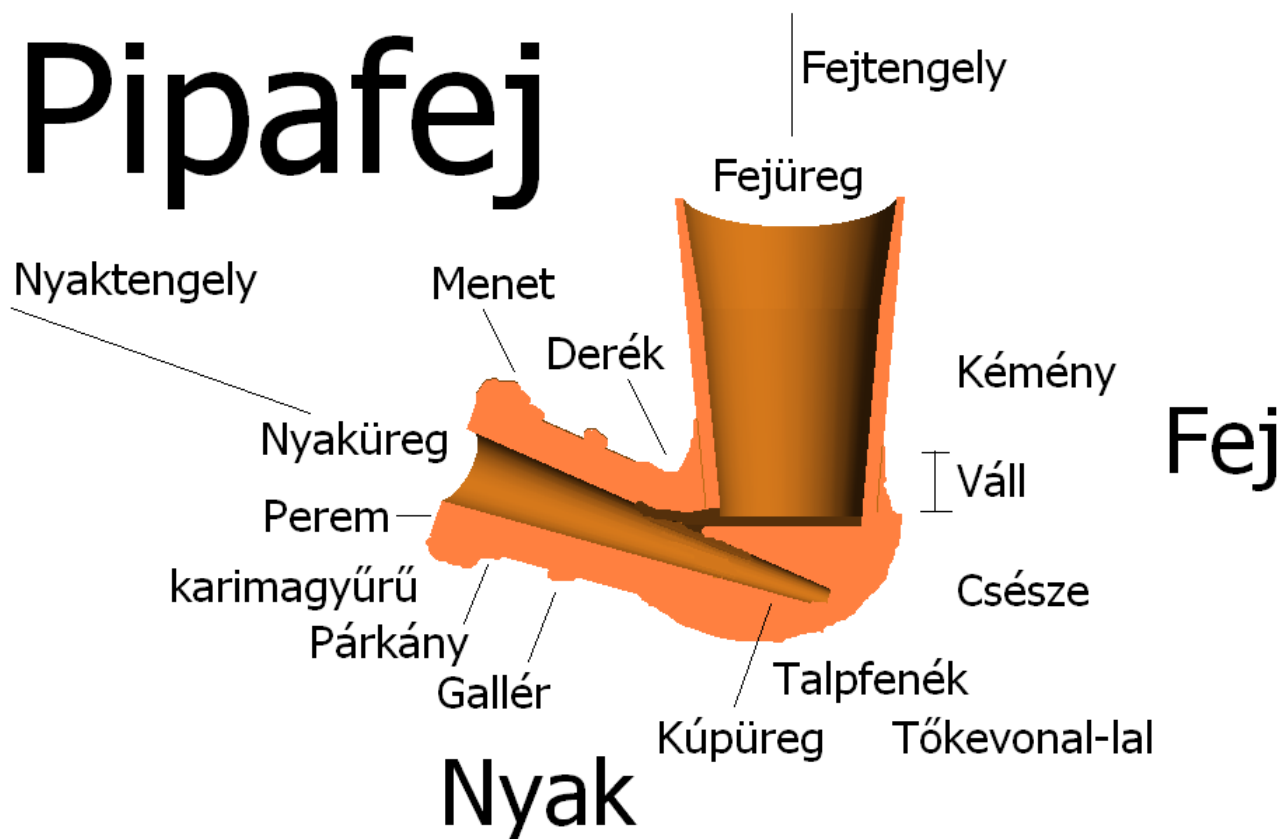 Pipafej
Fejtengely
Fejüreg
Nyaktengely
Menet
Derék
Kémény
Nyaküreg
Fej
Váll
Perem
karimagyűrű
Csésze
Párkány
Gallér
Talpfenék
Kúpüreg
Tőkevonal-lal
Nyak